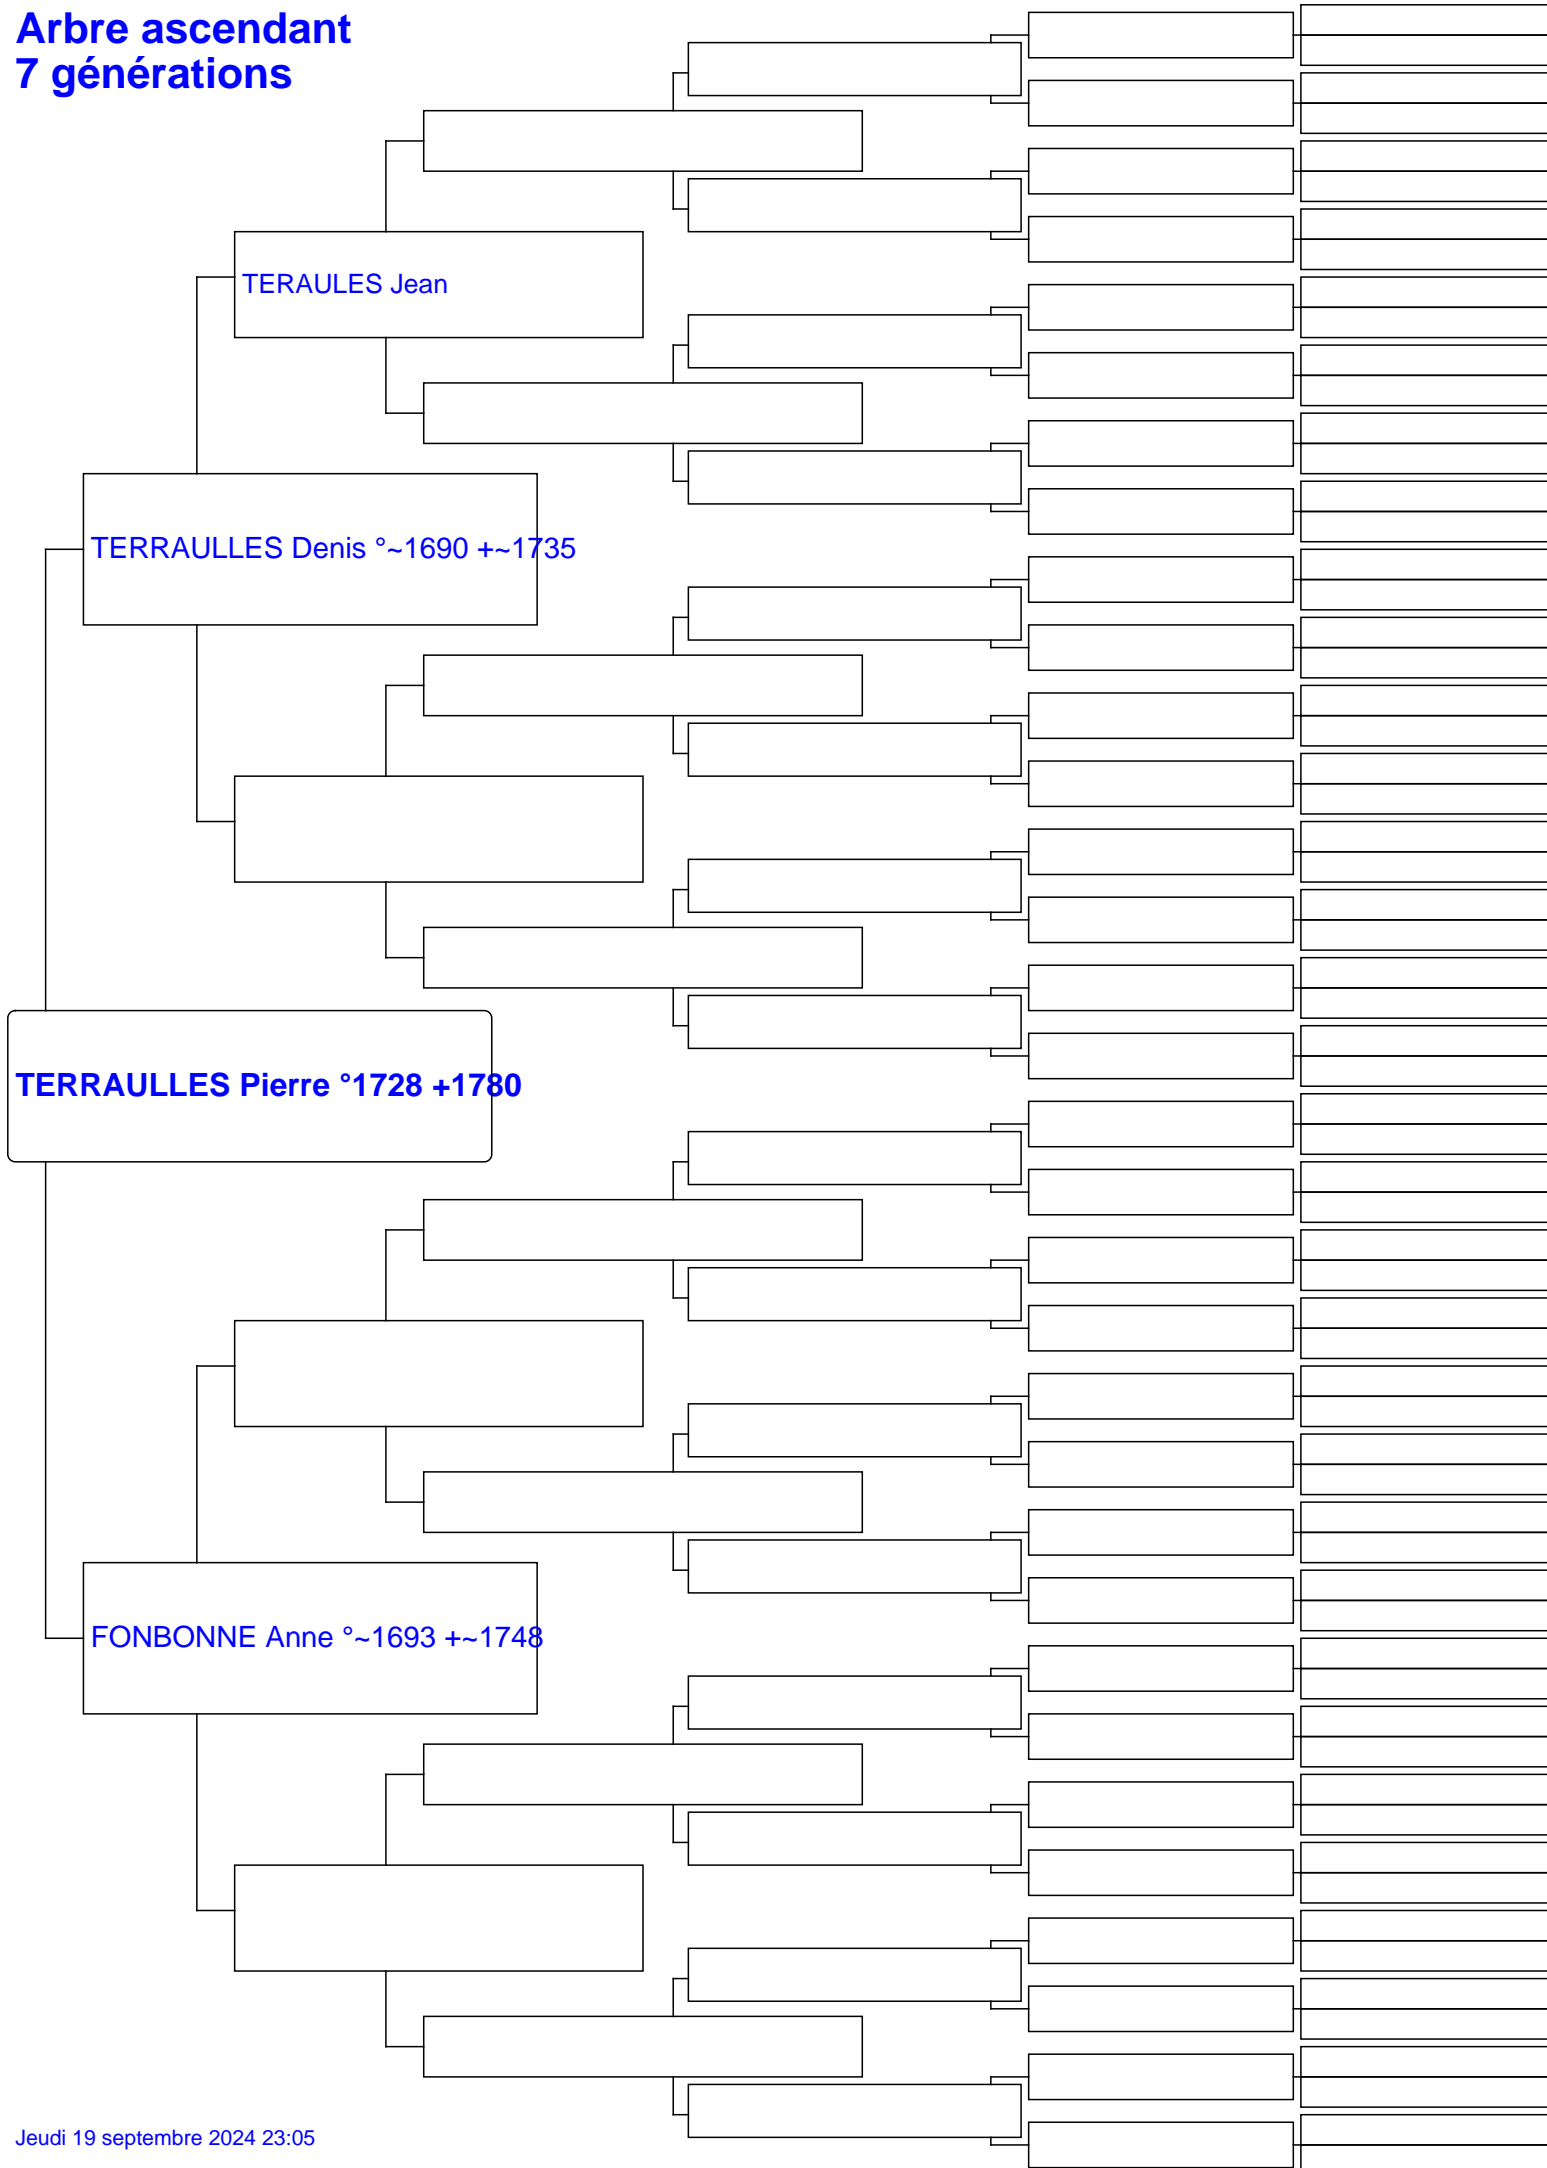 Arbre ascendant
7 générations
TERAULES Jean
TERRAULLES Denis °~1690 +~1735
TERRAULLES Pierre °1728 +1780
FONBONNE Anne °~1693 +~1748
Jeudi 19 septembre 2024 23:05